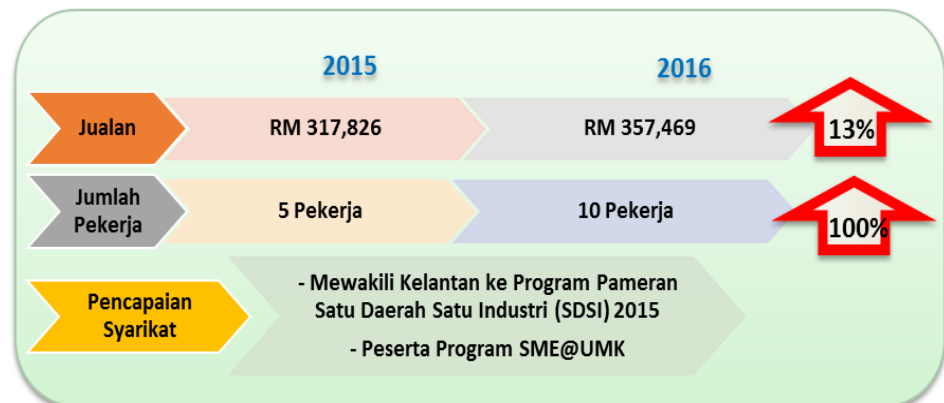 2015
2016
Jualan
RM 317,826
RM 357,469
13%
Jumlah
Pekerja
5 Pekerja
10 Pekerja
100%
Pencapaian
Syarikat
- Mewakili Kelantan ke Program Pameran
Satu Daerah Satu Industri (SDSI) 2015
- Peserta Program SME@UMK